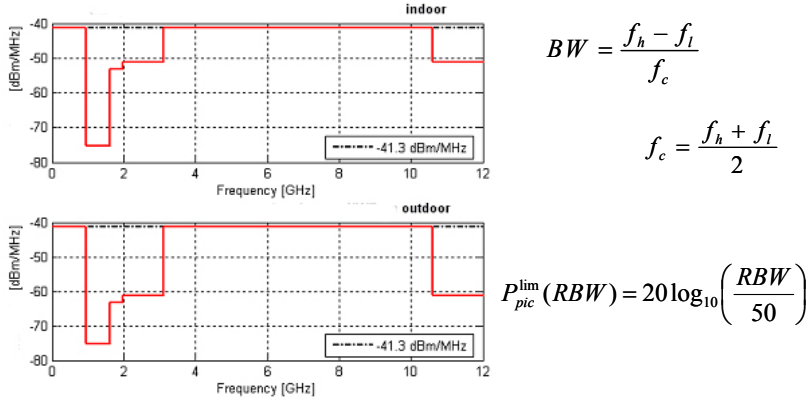 indoor
-40
-50
-60
-70
-80
[dBm/MHz]
-41.3 dBm/MHz
0 2 4 6 8 10 12
Frequency [GHz]
BW = (f_h − f_l) / f_c
f_c = (f_h + f_l) / 2
outdoor
-40
-50
-60
-70
-80
[dBm/MHz]
-41.3 dBm/MHz
0 2 4 6 8 10 12
Frequency [GHz]
P_pic^lim (RBW) = 20 log_10 (RBW / 50)